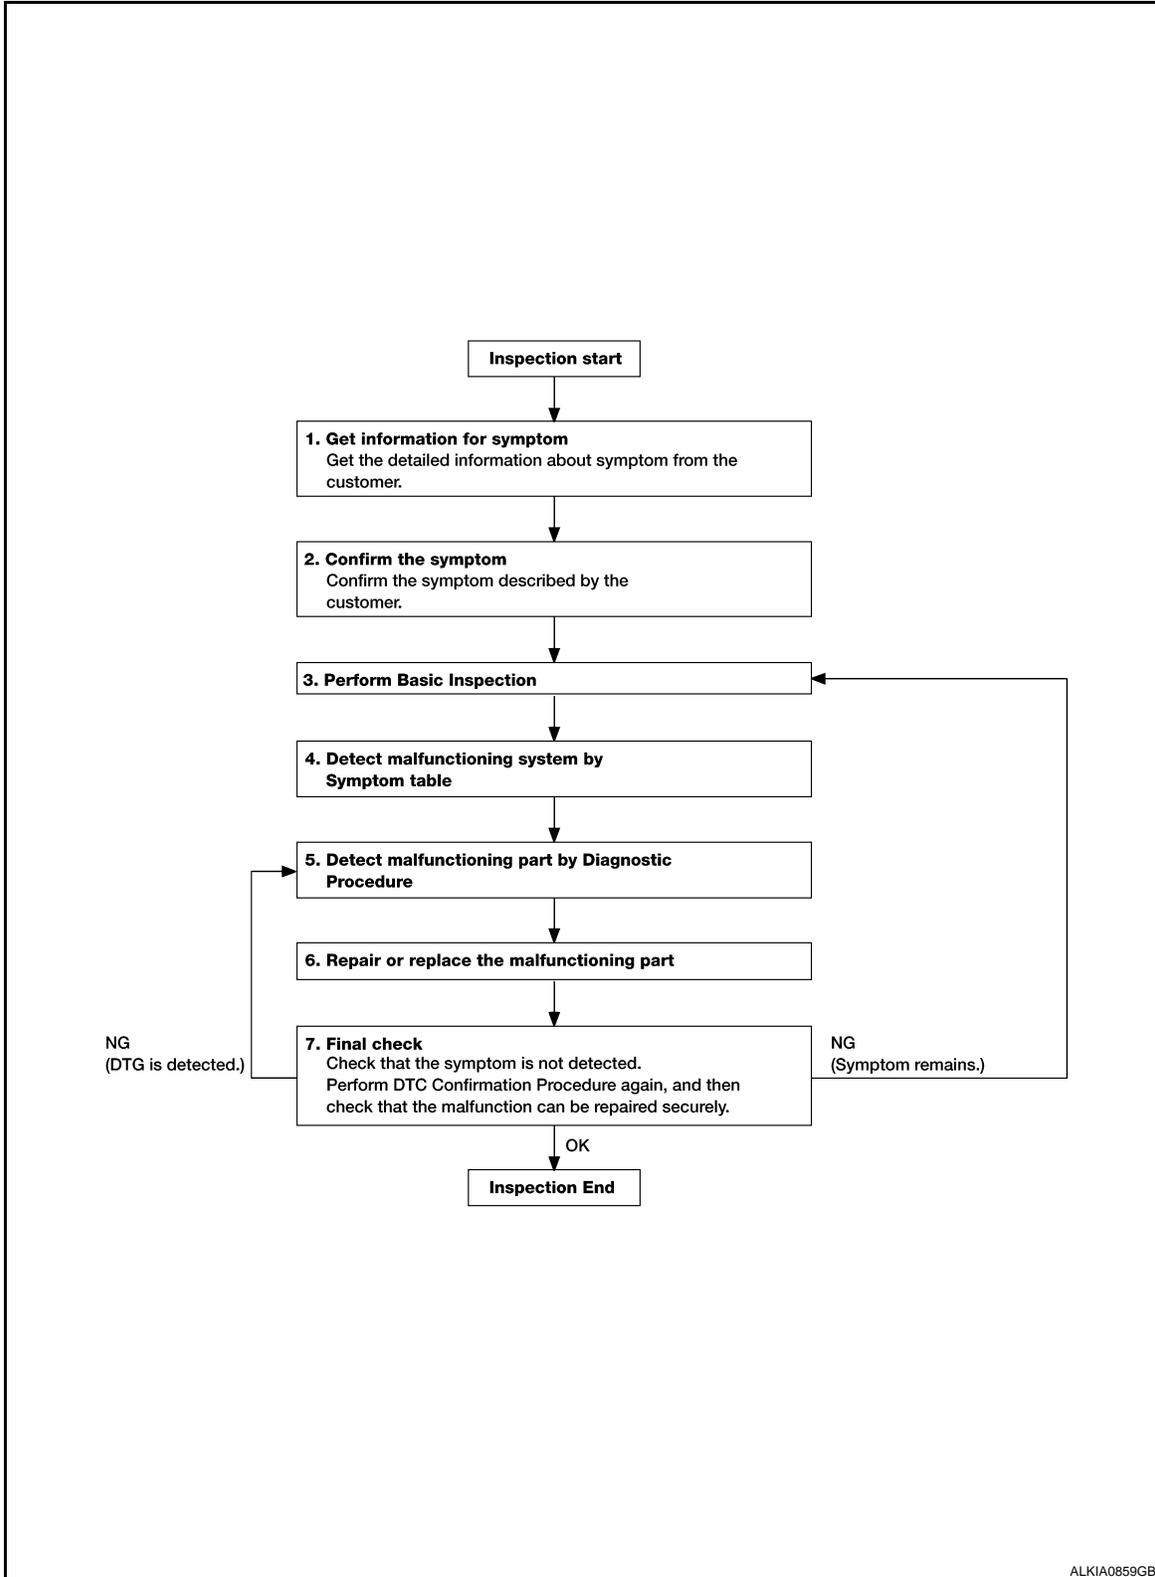 Inspection start
1. Get information for symptom
Get the detailed information about symptom from the
customer.
2. Confirm the symptom
Confirm the symptom described by the
customer.
3. Perform Basic Inspection
4. Detect malfunctioning system by
Symptom table
5. Detect malfunctioning part by Diagnostic
Procedure
6. Repair or replace the malfunctioning part
NG
(DTG is detected.)
7. Final check
Check that the symptom is not detected.
Perform DTC Confirmation Procedure again, and then
check that the malfunction can be repaired securely.
NG
(Symptom remains.)
OK
Inspection End
ALKIA0859GB